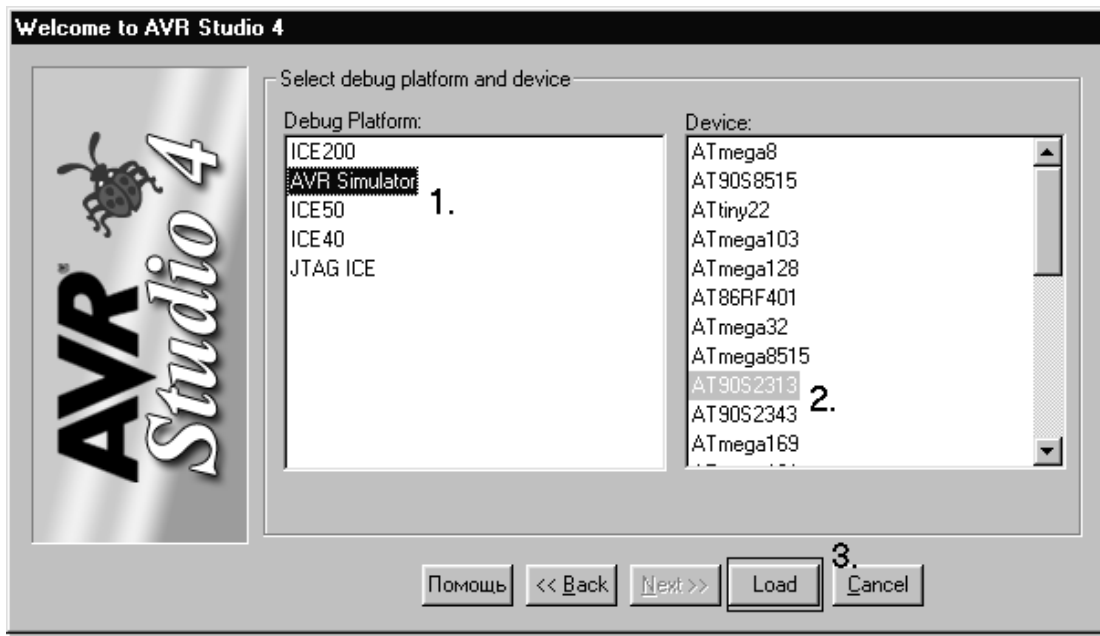 Welcome to AVR Studio 4
AVR
Studio 4
Select debug platform and device
Debug Platform:
ICE200
AVR Simulator
1.
ICE50
ICE40
JTAG ICE
Device:
ATmega8
AT90S8515
ATtiny22
ATmega103
ATmega128
AT86RF401
ATmega32
ATmega8515
AT90S2313
2.
AT90S2343
ATmega169
3.
Помощь
<< Back
Next >>
Load
Cancel